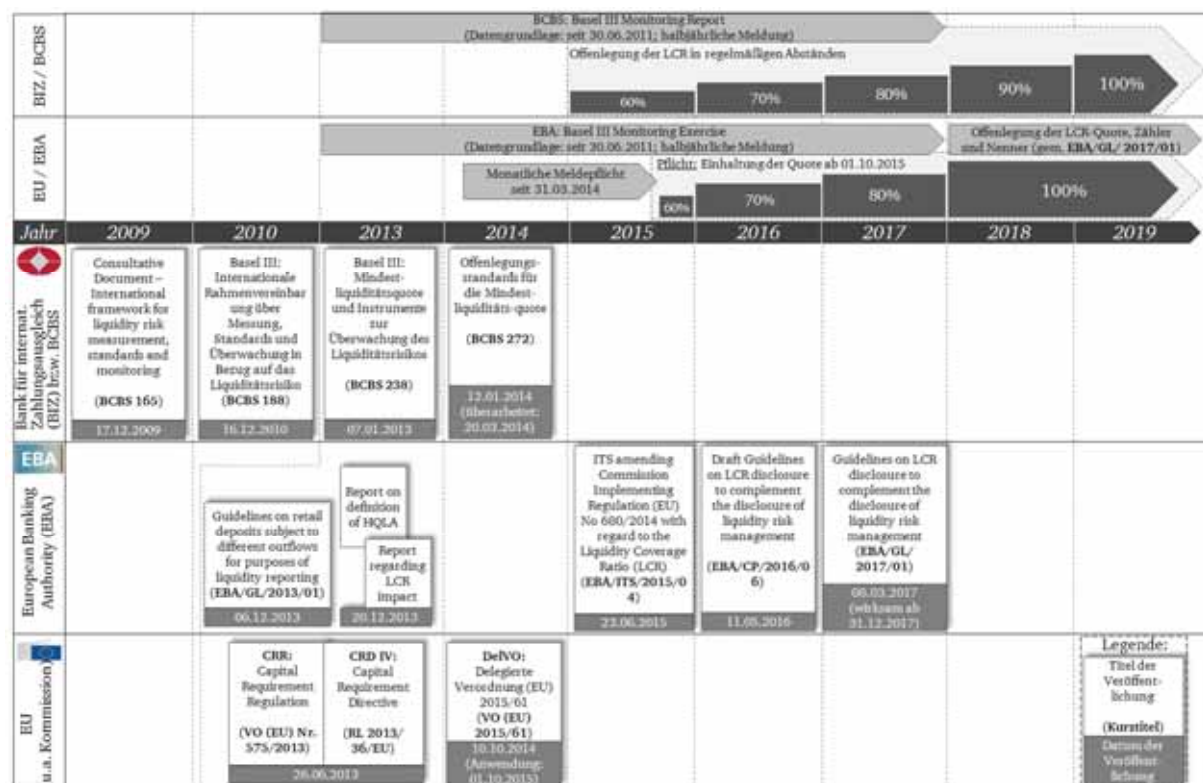 BIZ / BCBS
BCBS: Basel III Monitoring Report
(Datengrundlage: seit 30.06.2011; halbjährliche Meldung)
Offenlegung der LCR in regelmäßigen Abständen
60%
70%
80%
90%
100%
EU / EBA
EBA: Basel III Monitoring Exercise
(Datengrundlage: seit 30.06.2011; halbjährliche Meldung)
Offenlegung der LCR-Quote, Zähler
und Nenner (gem. EBA/GL/ 2017/01)
Monatliche Meldepflicht
seit 31.03.2014
Pflicht: Einhaltung der Quote ab 01.10.2015
60%
70%
80%
100%
Jahr 2009 2010 2013 2014 2015 2016 2017 2018 2019
Bank für internat.
Zahlungsausgleich
(BIZ) bzw. BCBS
Consultative
Document –
International
framework for
liquidity risk
measurement,
standards and
monitoring
(BCBS 165)
17.12.2009
Basel III:
Internationale
Rahmenvereinbar
ung über
Messung,
Standards und
Überwachung in
Bezug auf das
Liquiditätsrisiko
(BCBS 188)
16.12.2010
Basel III:
Mindest-
liquiditätsquote
und Instrumente
zur
Überwachung des
Liquiditätsrisikos
(BCBS 238)
07.01.2013
Offenlegungs-
standards für
die Mindest-
liquiditäts-quote
(BCBS 272)
12.01.2014
(überarbeitet:
20.03.2014)
EBA
European Banking
Authority (EBA)
Guidelines on retail
deposits subject to
different outflows
for purposes of
liquidity reporting
(EBA/GL/2013/01)
06.12.2013
Report on
definition
of HQLA
Report
regarding
LCR
impact
20.12.2013
ITS amending
Commission
Implementing
Regulation (EU)
No 680/2014 with
regard to the
Liquidity Coverage
Ratio (LCR)
(EBA/ITS/2015/0
4)
23.06.2015
Draft Guidelines
on LCR disclosure
to complement
the disclosure of
liquidity risk
management
(EBA/CP/2016/0
6)
11.05.2016
Guidelines on LCR
disclosure to
complement the
disclosure of
liquidity risk
management
(EBA/GL/
2017/01)
08.03.2017
(wirksam ab
31.12.2017)
EU
u.a. Kommission)
CRR:
Capital
Requirement
Regulation
(VO (EU) Nr.
575/2013)
CRD IV:
Capital
Requirement
Directive
(RL 2013/
36/EU)
26.06.2013
DelVO:
Delegierte
Verordnung (EU)
2015/61
(VO (EU)
2015/61)
10.10.2014
(Anwendung:
01.10.2015)
Legende:
Titel der
Veröffent-
lichung
(Kurztitel)
Datum der
Veröffent-
lichung